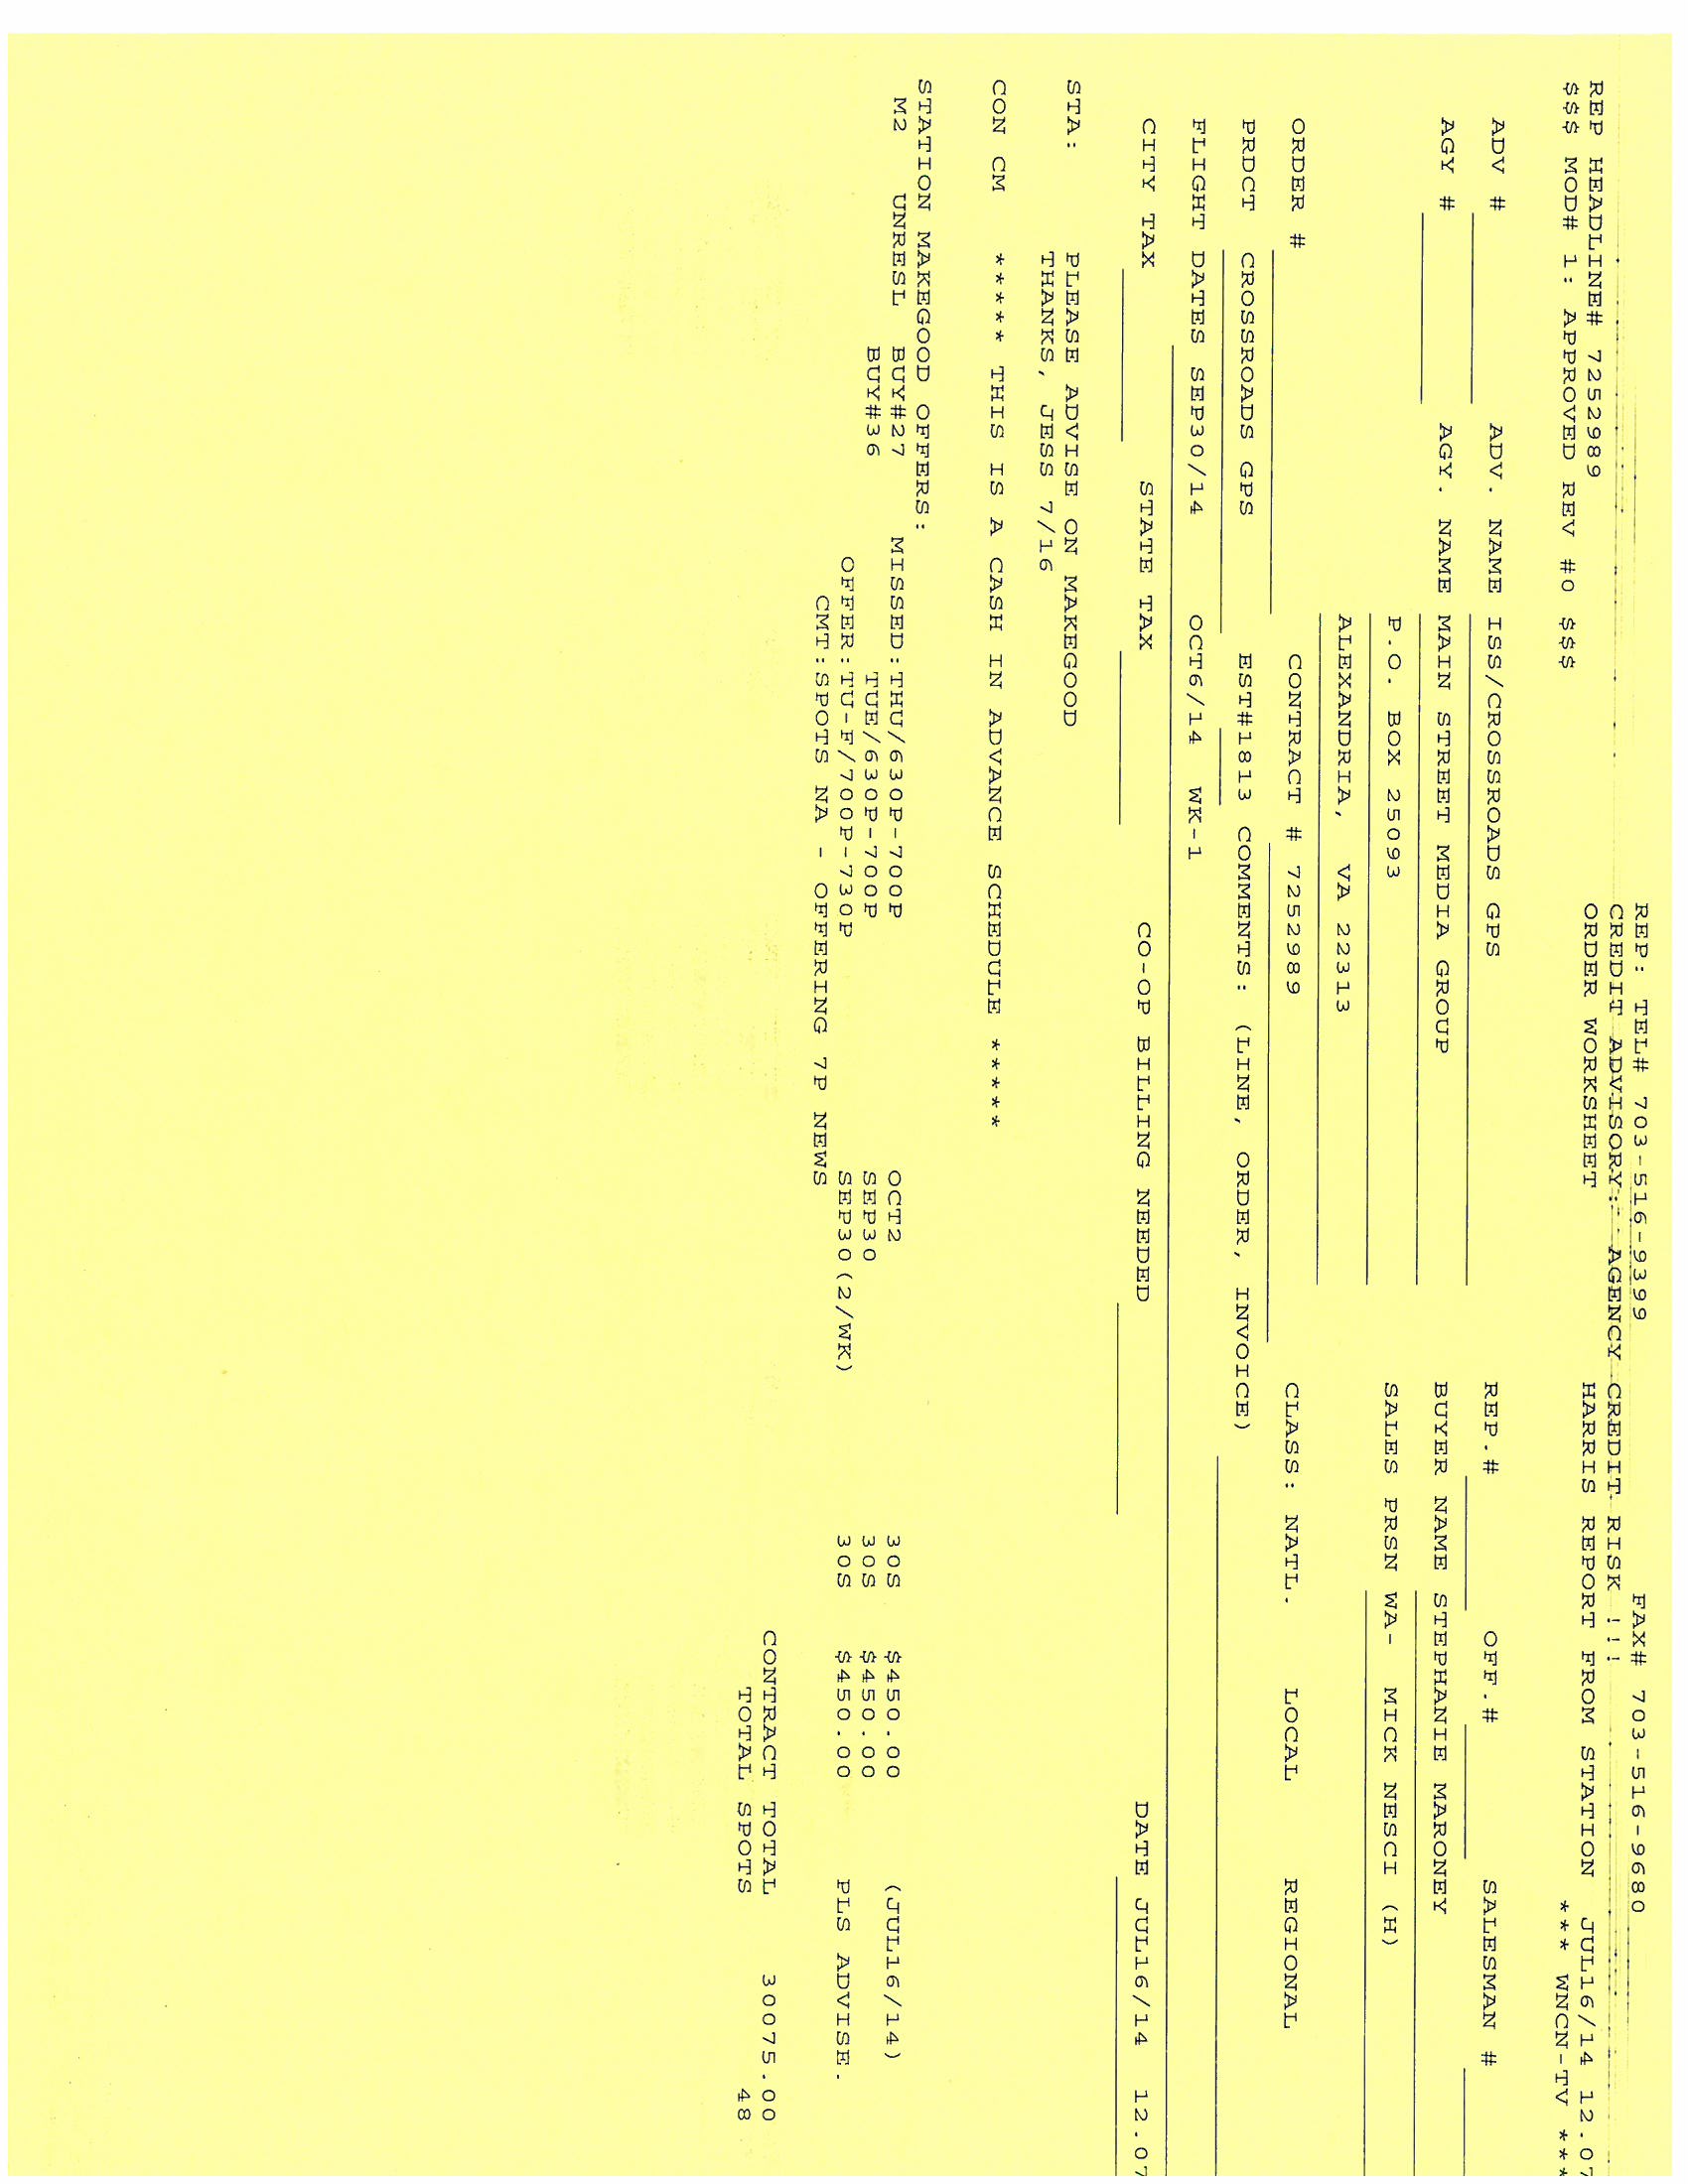 REP: TEL# 703-516-9399 FAX# 703-516-9680
CREDIT ADVISORY: AGENCY CREDIT RISK !!!
REP HEADLINE# 7252989 ORDER WORKSHEET HARRIS REPORT FROM STATION JUL16/14 12.07
$$$ MOD# 1: APPROVED REV #0 $$$ *** WNCN-TV ***
ADV # ADV. NAME ISS/CROSSROADS GPS REP.# OFF.# SALESMAN #
AGY # AGY. NAME MAIN STREET MEDIA GROUP BUYER NAME STEPHANIE MARONEY
P.O. BOX 25093 SALES PRSN WA- MICK NESCI (H)
ALEXANDRIA, VA 22313
ORDER # CONTRACT # 7252989 CLASS: NATL. LOCAL REGIONAL
PRDCT CROSSROADS GPS EST#1813 COMMENTS: (LINE, ORDER, INVOICE)
FLIGHT DATES SEP30/14 OCT6/14 WK-1
CITY TAX STATE TAX CO-OP BILLING NEEDED DATE JUL16/14 12.07
STA: PLEASE ADVISE ON MAKEGOOD
THANKS, JESS 7/16
CON CM ***** THIS IS A CASH IN ADVANCE SCHEDULE *****
STATION MAKEGOOD OFFERS:
M2 UNRESL BUY#27 MISSED:THU/630P-700P OCT2 30S $450.00 (JUL16/14)
BUY#36 TUE/630P-700P SEP30 30S $450.00
OFFER:TU-F/700P-730P SEP30(2/WK) 30S $450.00 PLS ADVISE.
CMT:SPOTS NA - OFFERING 7P NEWS
CONTRACT TOTAL 30075.00
TOTAL SPOTS 48